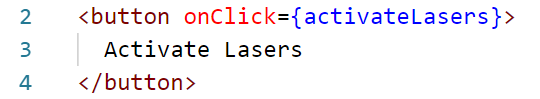 2 <button onClick={activateLasers}>
3 Activate Lasers
4 </button>